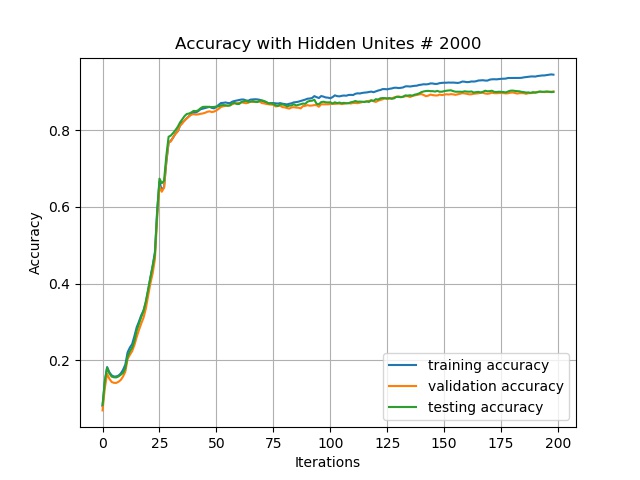 Accuracy with Hidden Unites # 2000
Accuracy
0.8
0.6
0.4
0.2
training accuracy
validation accuracy
testing accuracy
0 25 50 75 100 125 150 175 200
Iterations